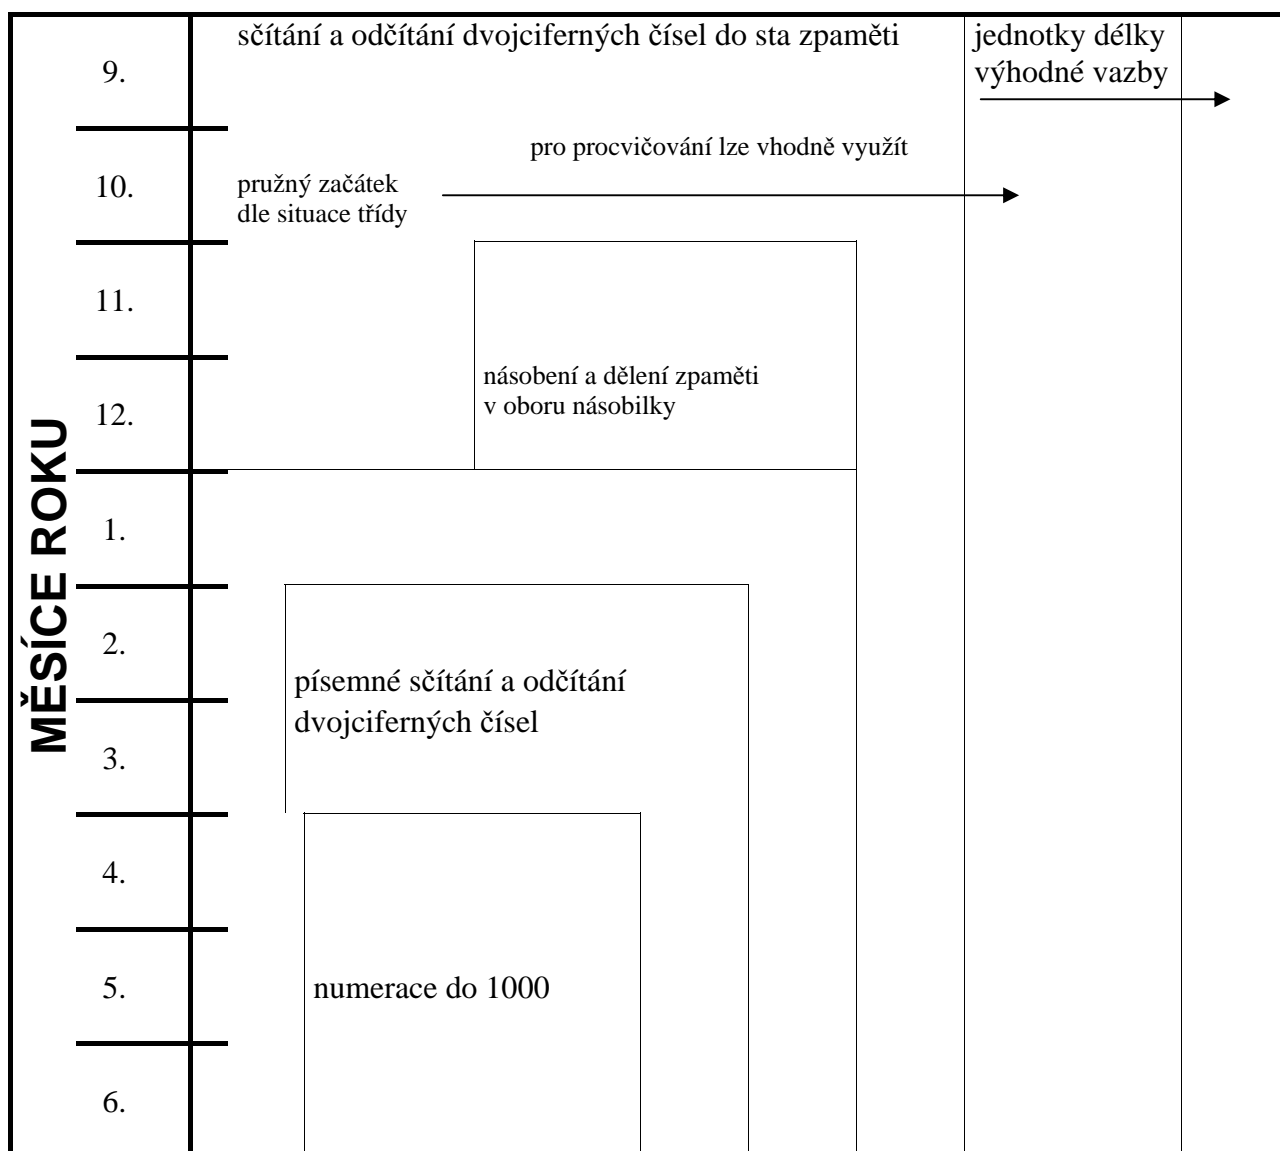 MĚSÍCE ROKU
9.
sčítání a odčítání dvojciferných čísel do sta zpaměti
jednotky délky
výhodné vazby
pro procvičování lze vhodně využít
10.
pružný začátek
dle situace třídy
11.
12.
násobení a dělení zpaměti
v oboru násobilky
1.
2.
písemné sčítání a odčítání
dvojciferných čísel
3.
4.
5.
numerace do 1000
6.